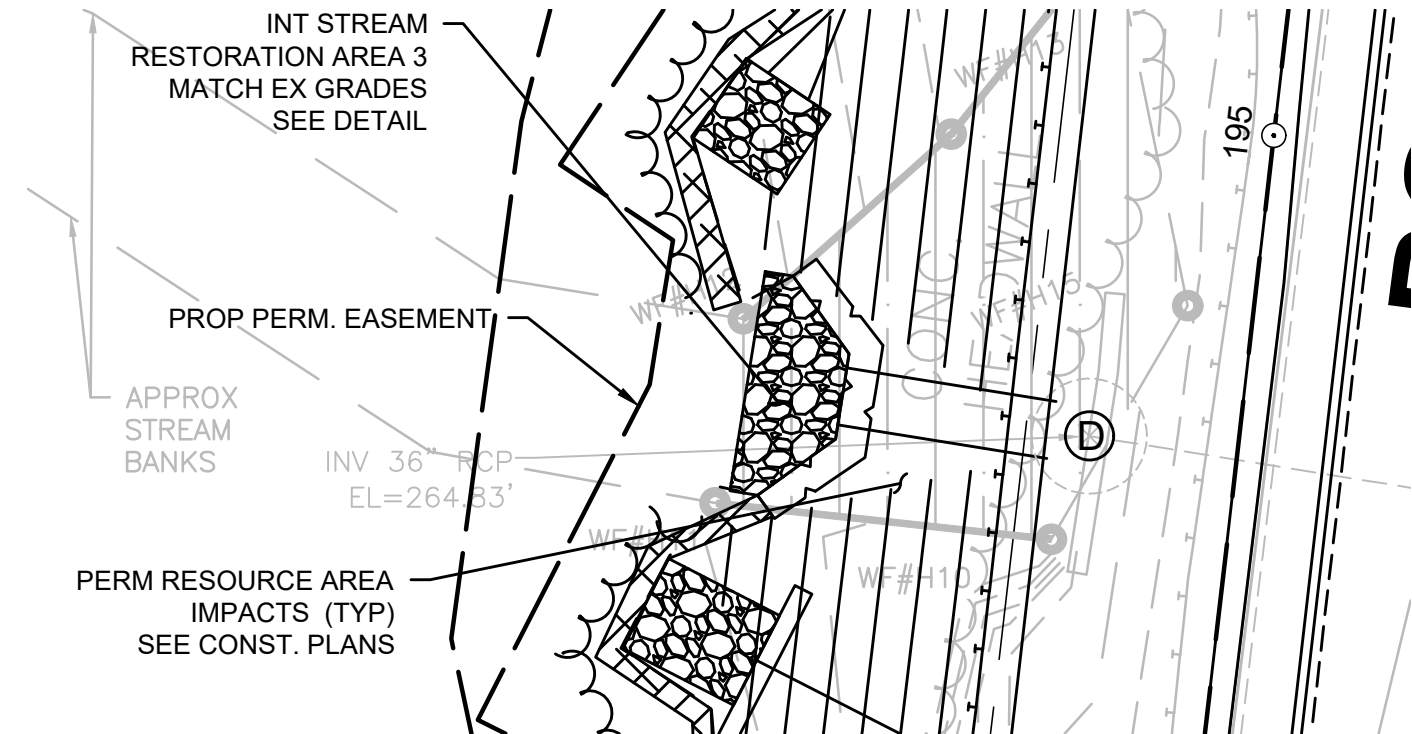 INT STREAM
RESTORATION AREA 3
MATCH EX GRADES
SEE DETAIL
WF#H13
195
PROP PERM. EASEMENT
WF#H15
CONC.
HEADWALL
APPROX
STREAM
BANKS
INV 36" RCP
EL=264.83'
D
WF#H10
PERM RESOURCE AREA
IMPACTS (TYP)
SEE CONST. PLANS